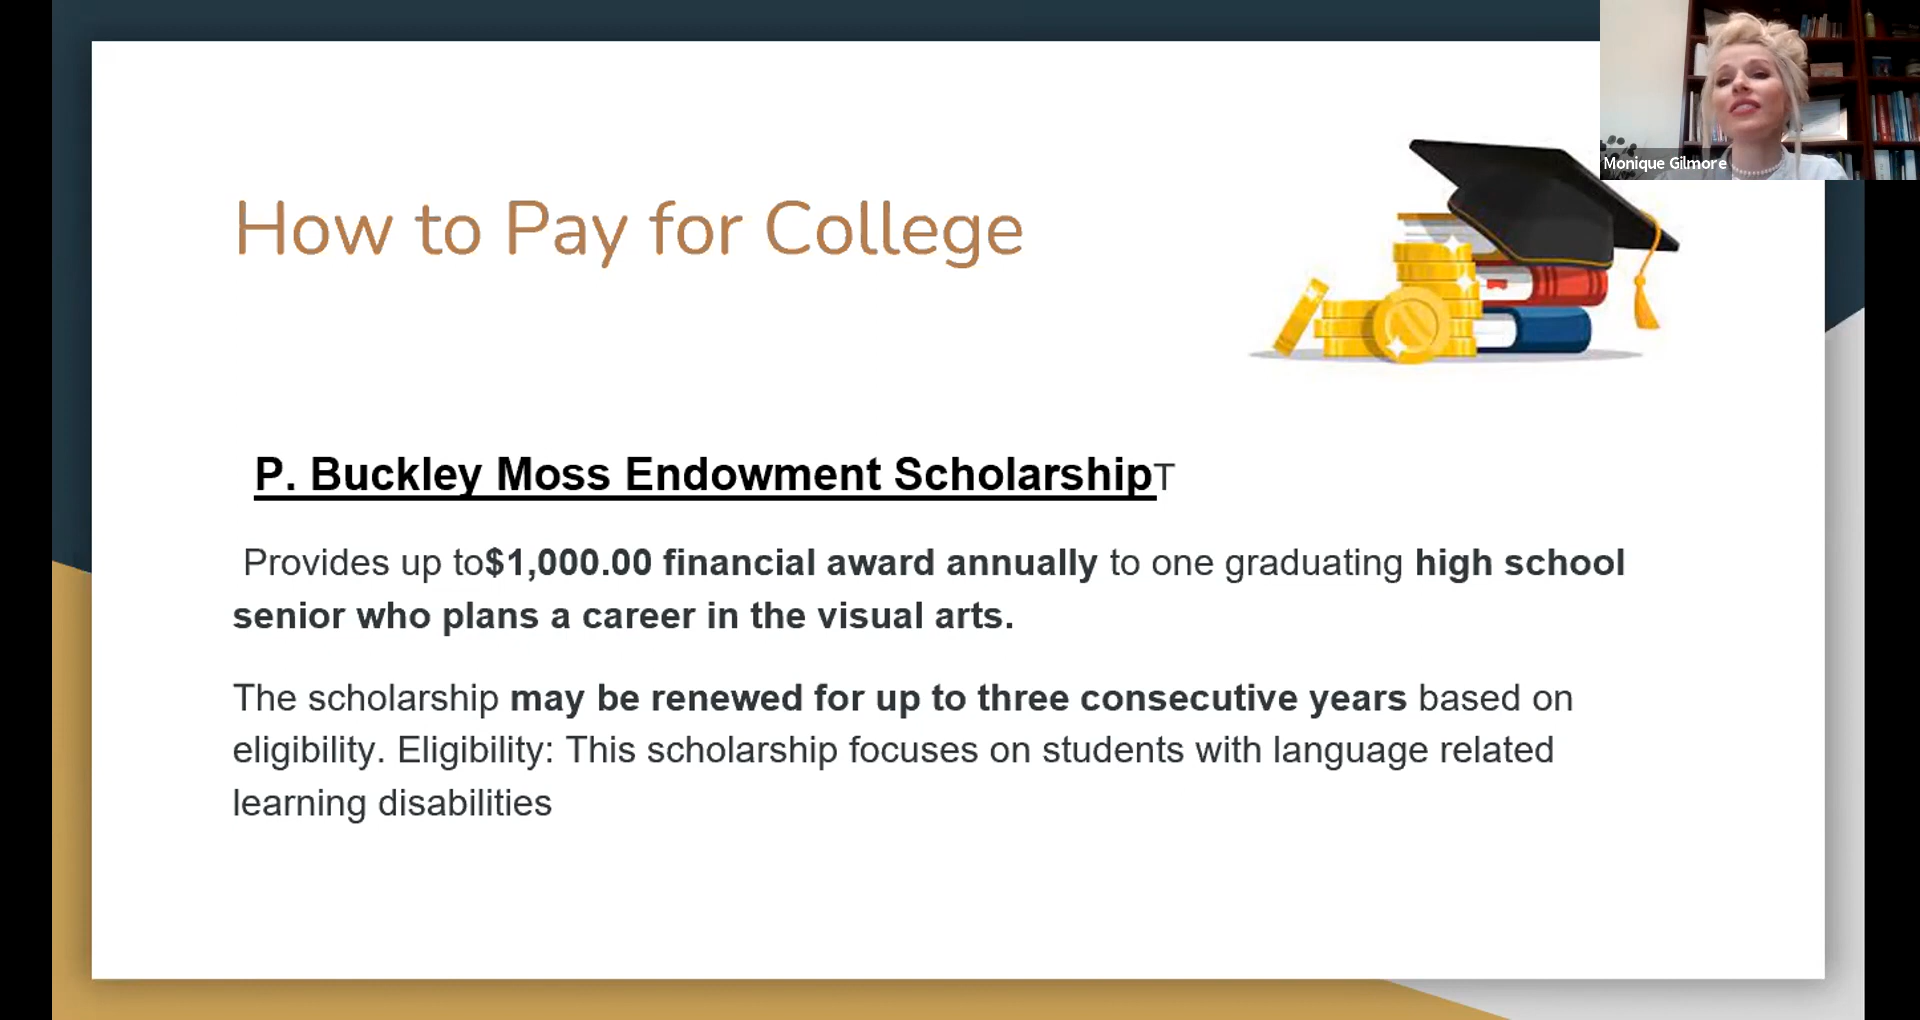 Monique Gilmore
How to Pay for College
P. Buckley Moss Endowment ScholarshipT
Provides up to$1,000.00 financial award annually to one graduating high school
senior who plans a career in the visual arts.
The scholarship may be renewed for up to three consecutive years based on
eligibility. Eligibility: This scholarship focuses on students with language related
learning disabilities